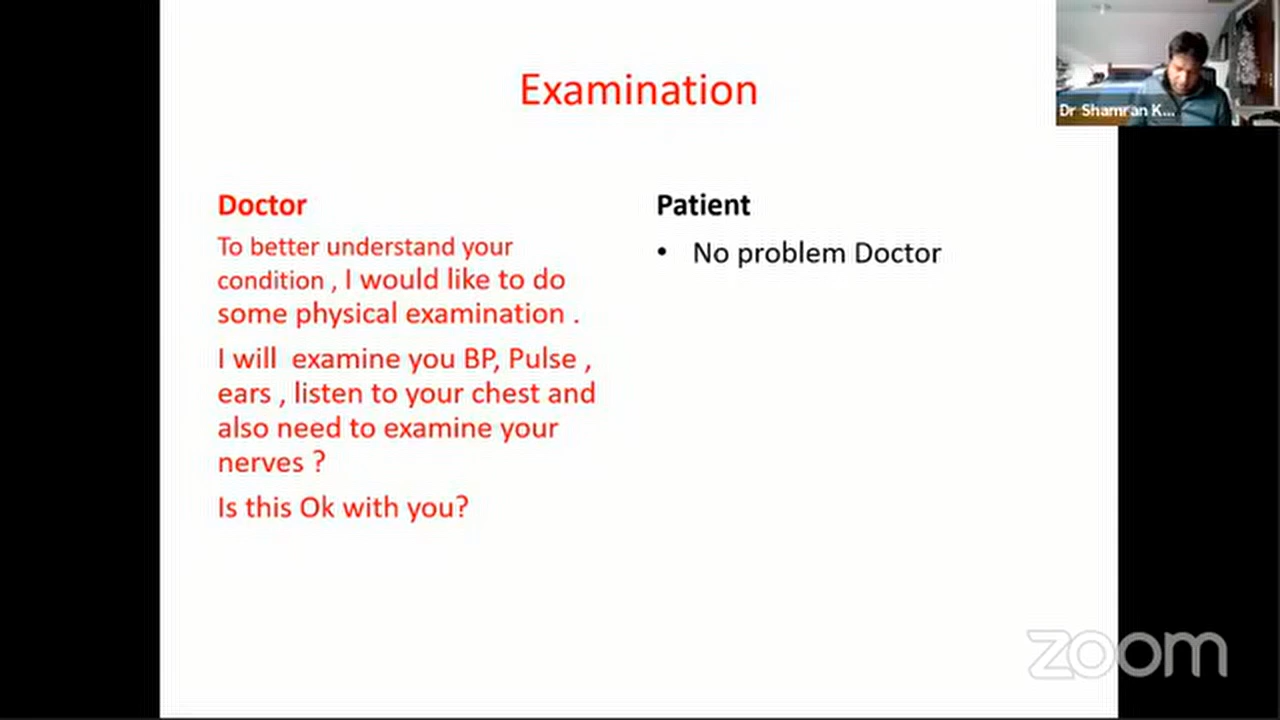 Examination
Dr Shamran K...
Doctor
To better understand your
condition , I would like to do
some physical examination .
I will  examine you BP, Pulse ,
ears , listen to your chest and
also need to examine your
nerves ?
Is this Ok with you?
Patient
• No problem Doctor
zoom